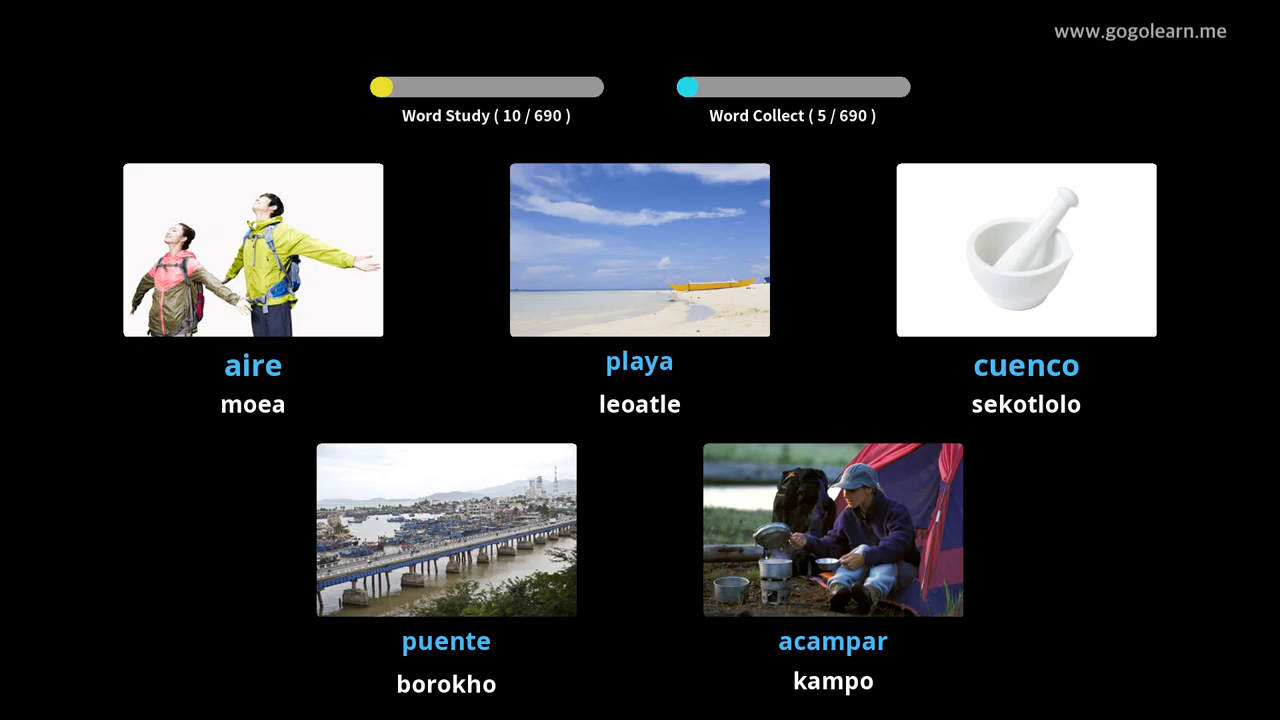 www.gogolearn.me
Word Study ( 10 / 690 )
Word Collect ( 5 / 690 )
aire
moea
playa
leoatle
cuenco
sekotlolo
puente
borokho
acampar
kampo